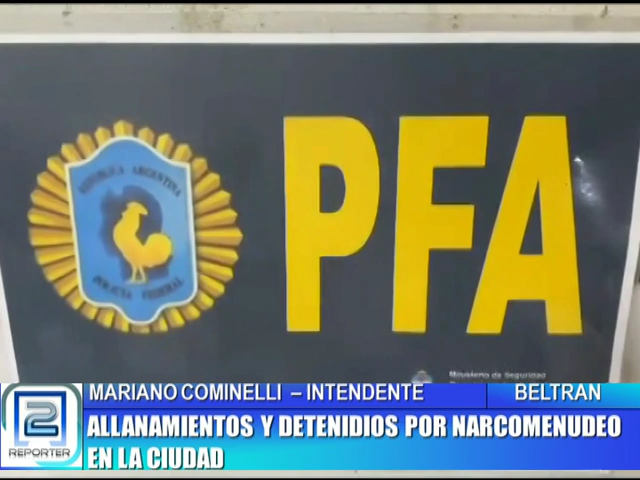 REPUBLICA ARGENTINA
POLICIA FEDERAL
PFA
Ministerio de Seguridad
MARIANO COMINELLI – INTENDENTE
BELTRAN
2
REPORTER
ALLANAMIENTOS Y DETENIDIOS POR NARCOMENUDEO
EN LA CIUDAD